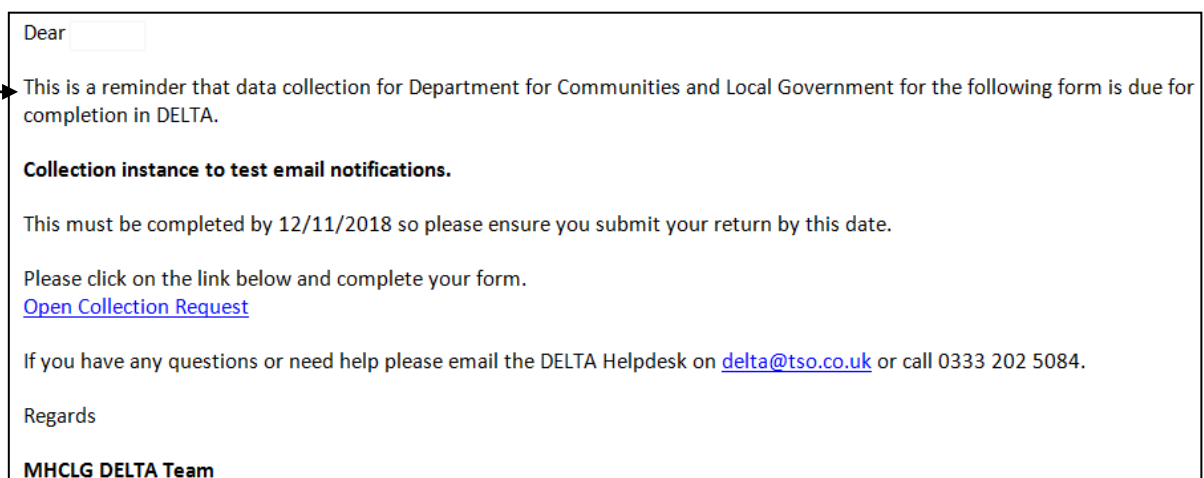 Dear
This is a reminder that data collection for Department for Communities and Local Government for the following form is due for
completion in DELTA.
Collection instance to test email notifications.
This must be completed by 12/11/2018 so please ensure you submit your return by this date.
Please click on the link below and complete your form.
Open Collection Request
If you have any questions or need help please email the DELTA Helpdesk on delta@tso.co.uk or call 0333 202 5084.
Regards
MHCLG DELTA Team